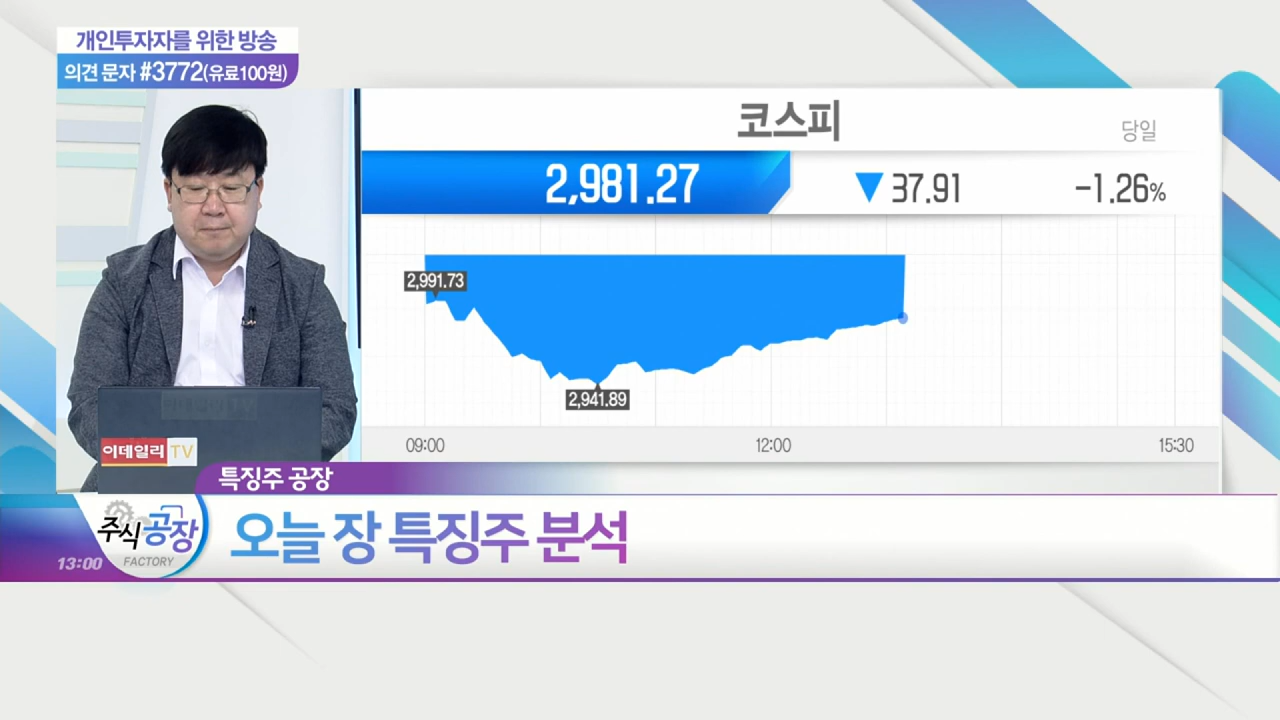 개인투자자를 위한 방송
의견 문자 #3772(유료100원)
코스피
당일
2,981.27
▼ 37.91
-1.26%
2,991.73
2,941.89
09:00
12:00
15:30
이데일리 TV
특징주 공장
주식공장
FACTORY
13:00
오늘 장 특징주 분석